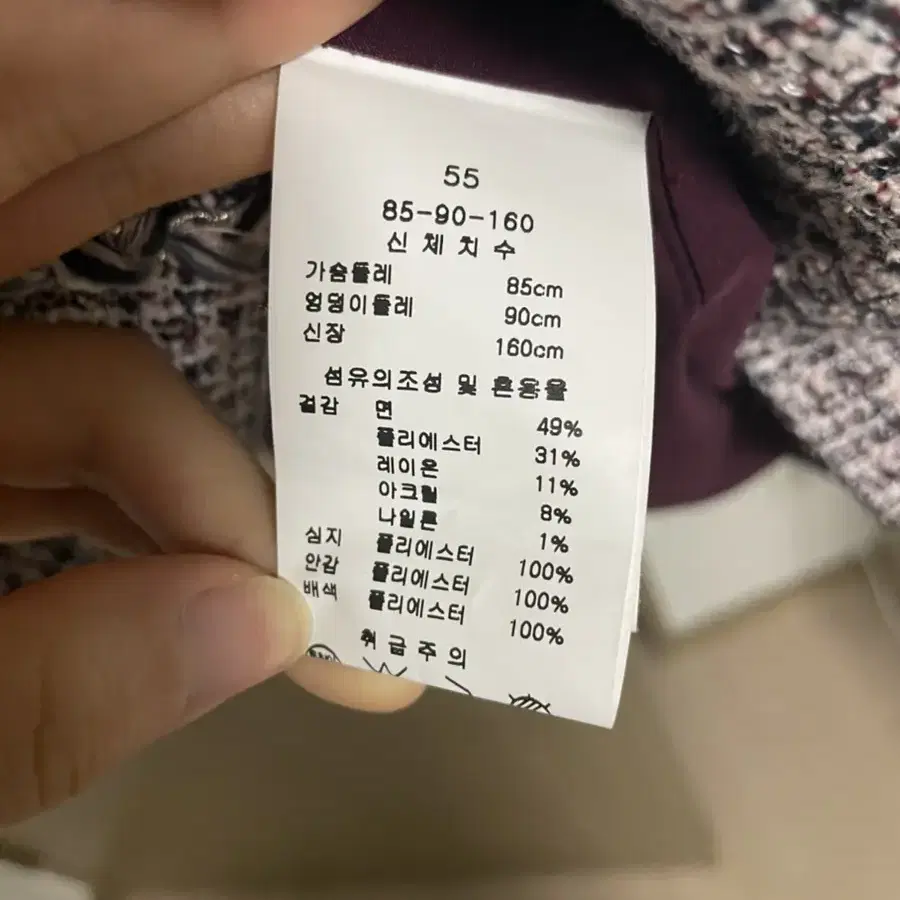 55
85-90-160
신체치수
가슴둘레 85cm
엉덩이둘레 90cm
신장 160cm
섬유의조성 및 혼용율
겉감 면 49%
폴리에스터 31%
레이온 11%
아크릴 8%
나일론 1%
심지 폴리에스터 100%
안감 폴리에스터 100%
배색 폴리에스터 100%
취급주의